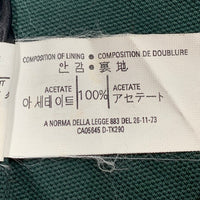 COMPOSITION OF LINING • COMPOSITION DE DOUBLURE
안감 • 裏地
ACETATE 100% ACETATE
아세테이트 アセテート
A NORMA DELLA LEGGE 883 DEL 26-11-73
CA05645 D-TK290